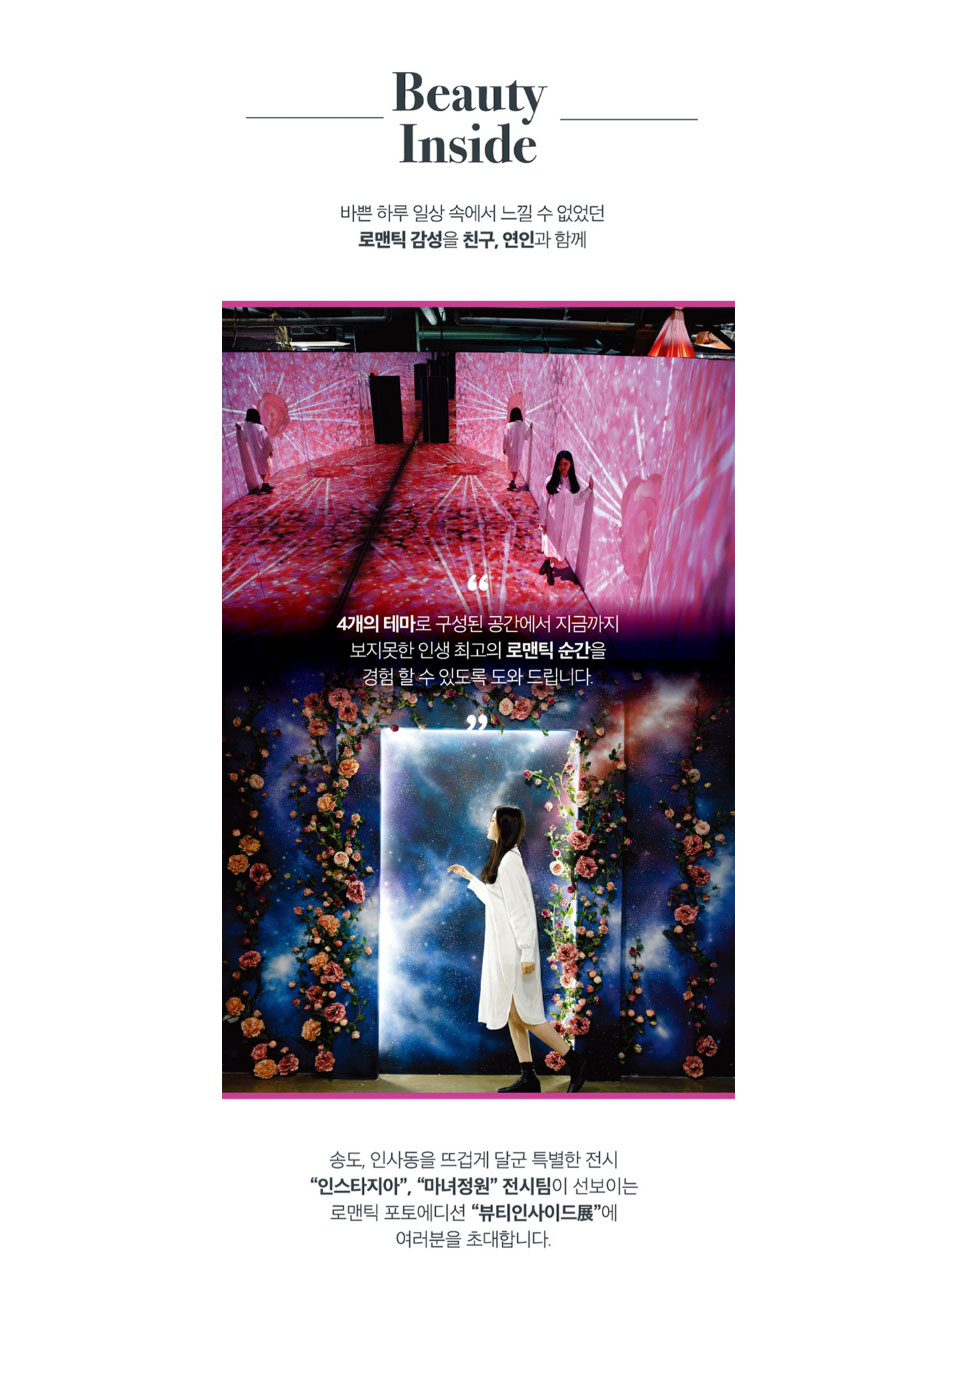 Beauty
Inside
바쁜 하루 일상 속에서 느낄 수 없었던
로맨틱 감성을 친구, 연인과 함께
“
4개의 테마로 구성된 공간에서 지금까지
보지못한 인생 최고의 로맨틱 순간을
경험 할 수 있도록 도와 드립니다.
”
송도, 인사동을 뜨겁게 달군 특별한 전시
“인스타지아”, “마녀정원” 전시팀이 선보이는
로맨틱 포토에디션 “뷰티인사이드展”에
여러분을 초대합니다.